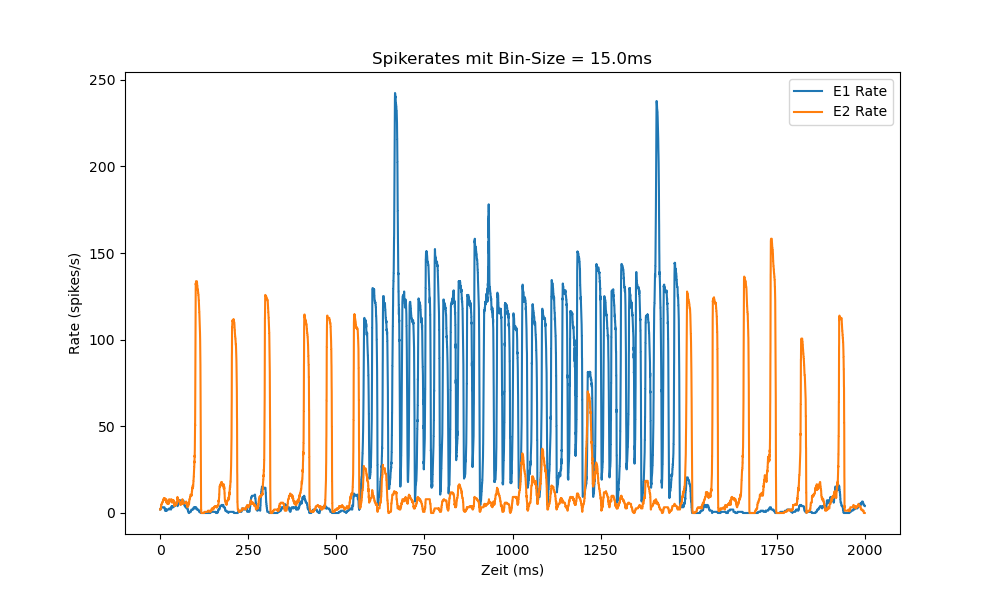 Spikerates mit Bin-Size = 15.0ms
E1 Rate
E2 Rate
Rate (spikes/s)
250
200
150
100
50
0
0 250 500 750 1000 1250 1500 1750 2000
Zeit (ms)